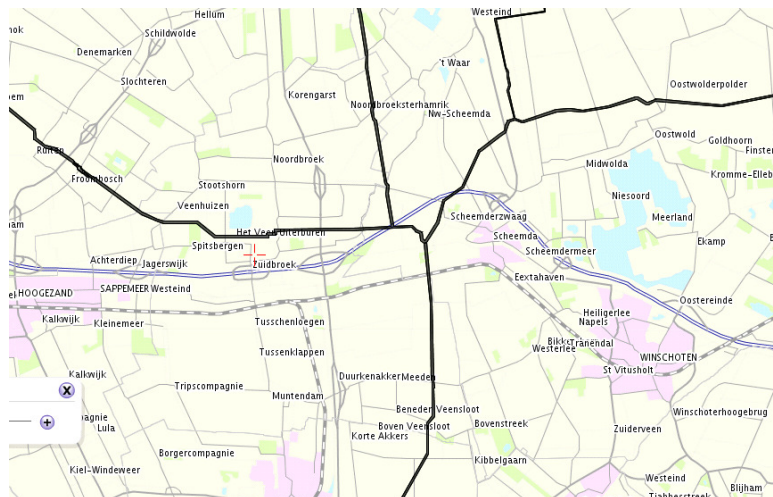 Westeind
Hellum
Schildwolde
Denemarken
't Waar
Slochteren
Oostwolderpolder
Korengarst
Noordbroeksterhamrik
Nw-Scheemda
Oostwold
Goldhoorn
Ruiten
Noordbroek
Midwolda
Froombosch
Kromme-Elleb
Stootshorn
Niesoord
Veenhuizen
Meerland
Scheemderzwaag
Het Veen
Uiterburen
Scheemda
Ekamp
Spitsbergen
Scheemdermeer
Achterdiep
Jagerswijk
Zuidbroek
Eextahaven
HOOGEZAND
SAPPEMEER
Westeind
Oostereinde
Heiligerlee
Kalkwijk
Kleinemeer
Tusschenloegen
Napels
Tranendal
Westerlee
Tussenklappen
WINSCHOTEN
St Vitusholt
Kalkwijk
Duurkenakker
Meeden
Tripscompagnie
Muntendam
Beneden Veensloot
Winschoterhoogebrug
Lula
Boven Veensloot
Bovenstreek
Korte Akkers
Zuiderveen
Borgercompagnie
Kibbelgaarn
Kiel-Windeweer
Westeind
Blijham